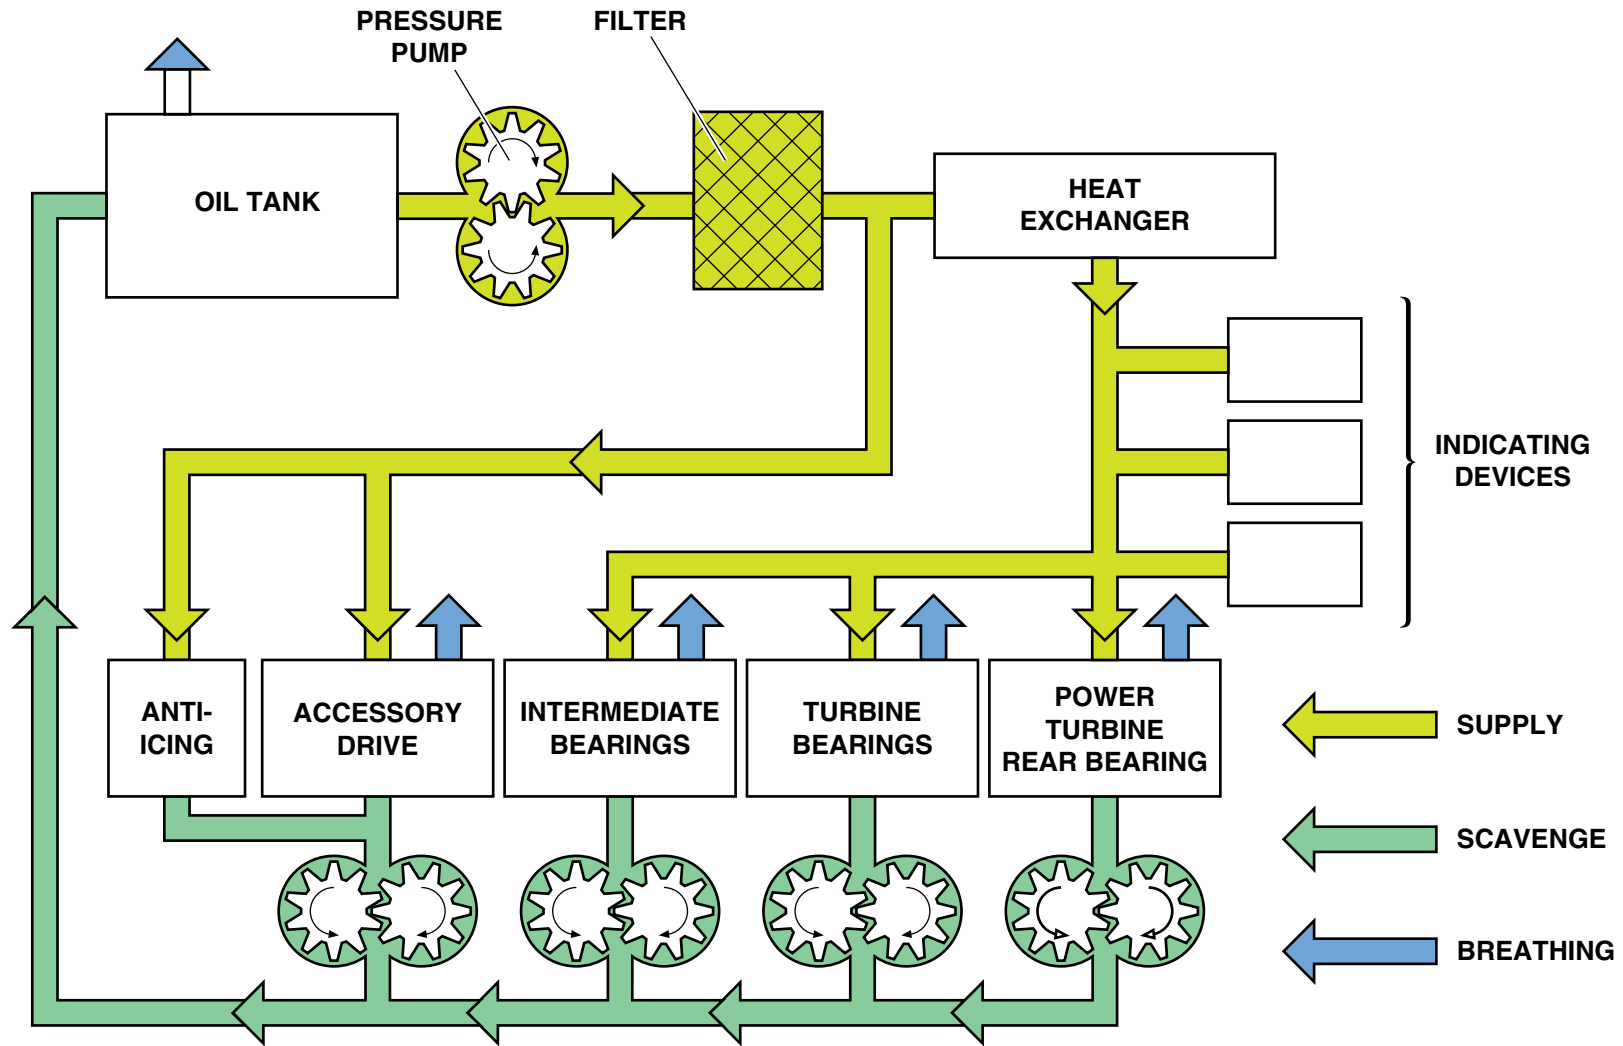 PRESSURE
PUMP
FILTER
OIL TANK
HEAT
EXCHANGER
INDICATING
DEVICES
ANTI-
ICING
ACCESSORY
DRIVE
INTERMEDIATE
BEARINGS
TURBINE
BEARINGS
POWER
TURBINE
REAR BEARING
SUPPLY
SCAVENGE
BREATHING